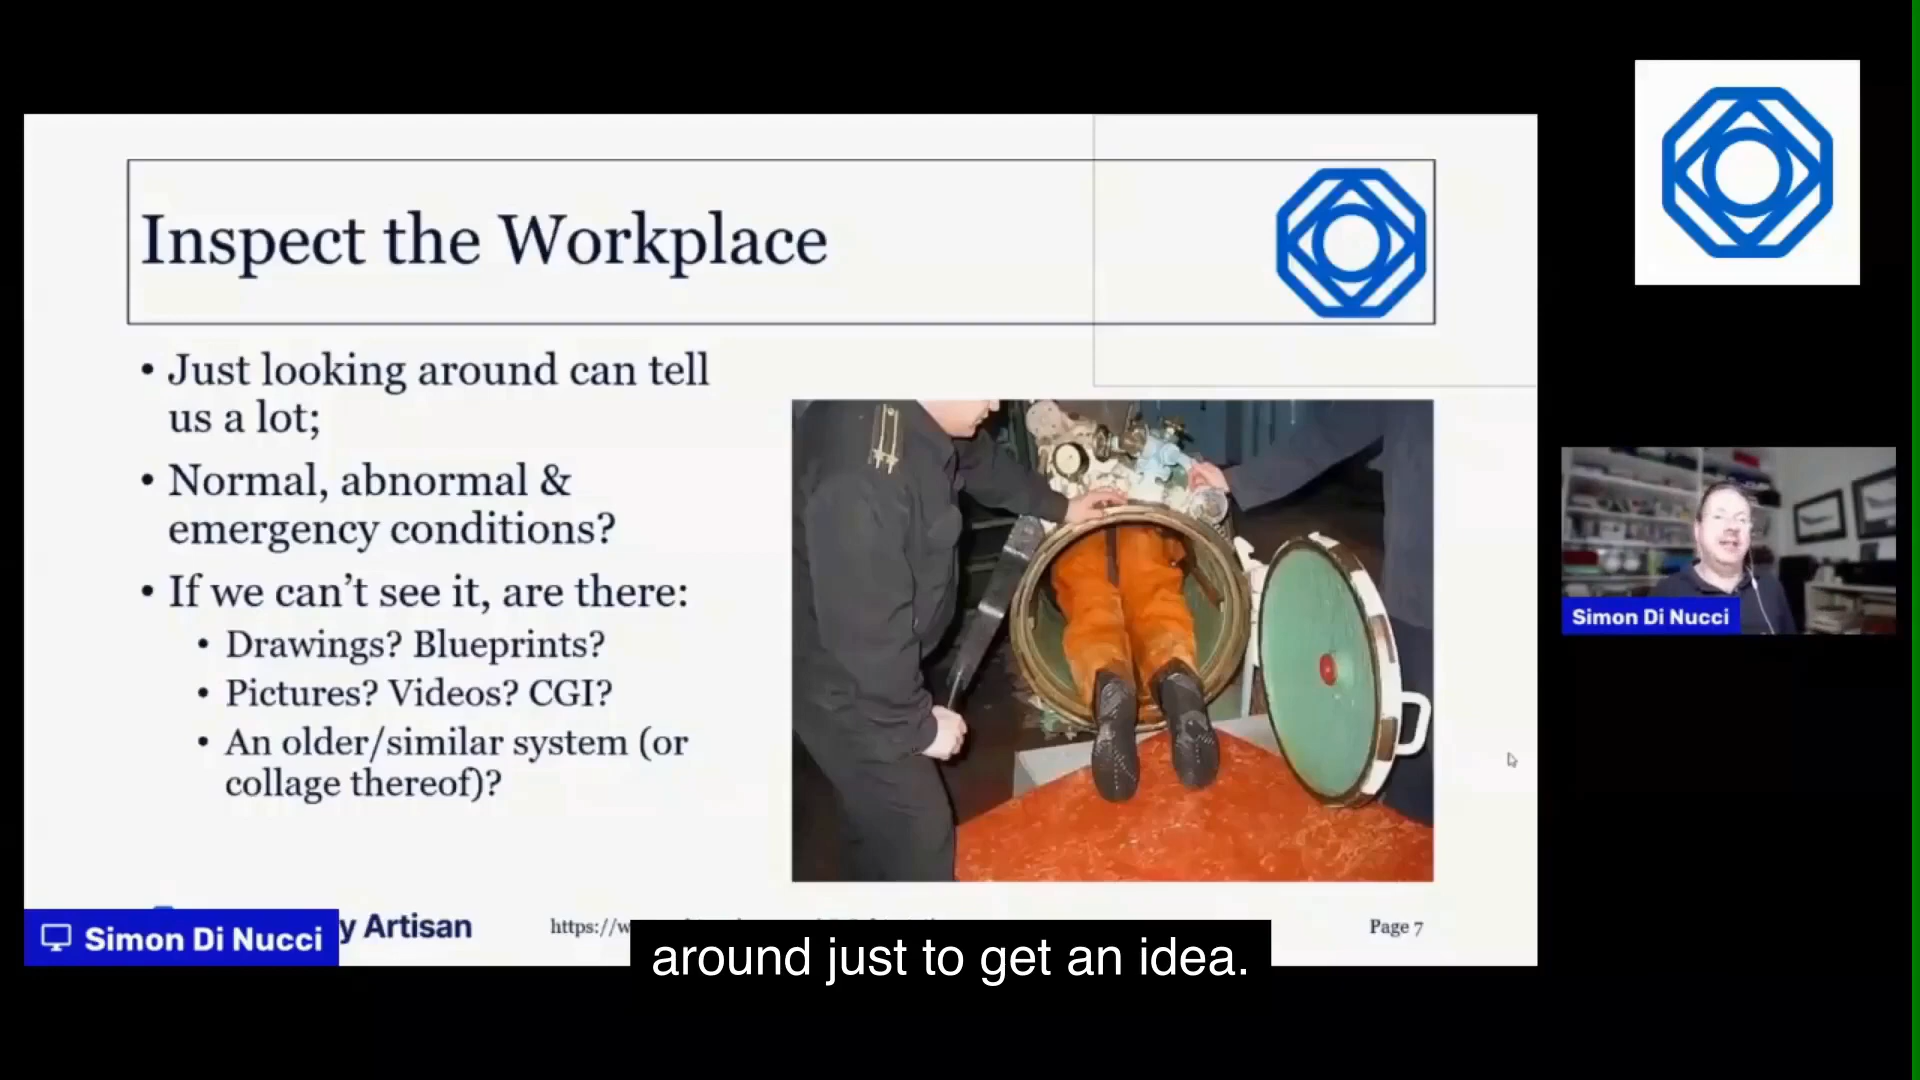 Inspect the Workplace
• Just looking around can tell
us a lot;
• Normal, abnormal &
emergency conditions?
• If we can't see it, are there:
• Drawings? Blueprints?
• Pictures? Videos? CGI?
• An older/similar system (or
collage thereof)?
Simon Di Nucci
y Artisan
https://w
Page 7
around just to get an idea.
Simon Di Nucci